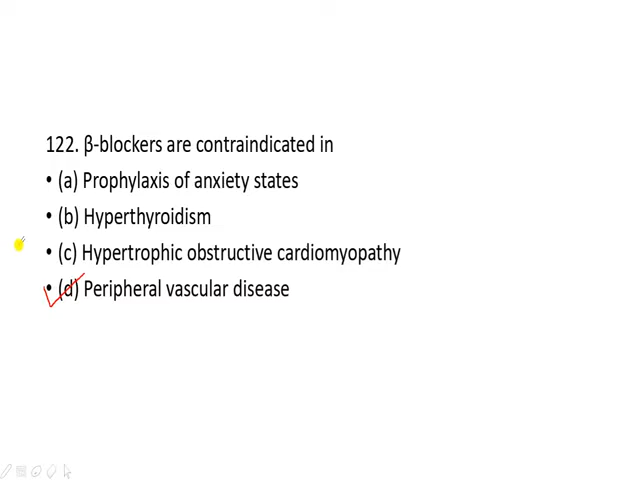 122. β-blockers are contraindicated in
• (a) Prophylaxis of anxiety states
• (b) Hyperthyroidism
• (c) Hypertrophic obstructive cardiomyopathy
• (d) Peripheral vascular disease